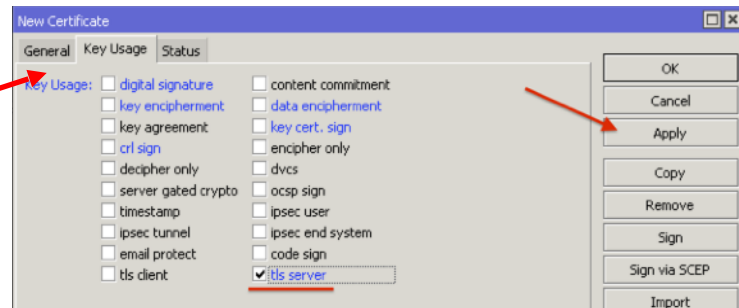 New Certificate
General Key Usage Status
Key Usage: digital signature content commitment
key encipherment data encipherment
key agreement key cert. sign
crl sign encipher only
decipher only dvcs
server gated crypto ocsp sign
timestamp ipsec user
ipsec tunnel ipsec end system
email protect code sign
tls client tls server
OK
Cancel
Apply
Copy
Remove
Sign
Sign via SCEP
Import